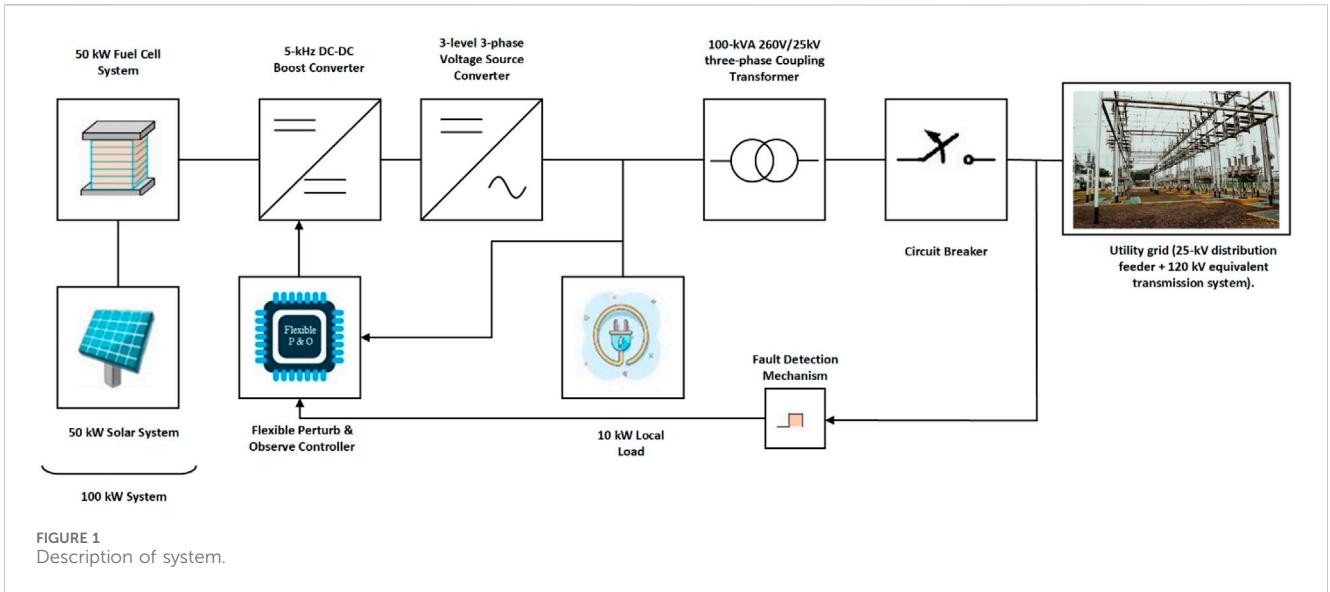 50 kW Fuel Cell
System
5-kHz DC-DC
Boost Converter
3-level 3-phase
Voltage Source
Converter
100-kVA 260V/25kV
three-phase Coupling
Transformer
Circuit Breaker
Utility grid (25-kV distribution
feeder + 120 kV equivalent
transmission system).
Flexible
P & O
Fault Detection
Mechanism
50 kW Solar System
Flexible Perturb &
Observe Controller
10 kW Local
Load
100 kW System
FIGURE 1
Description of system.